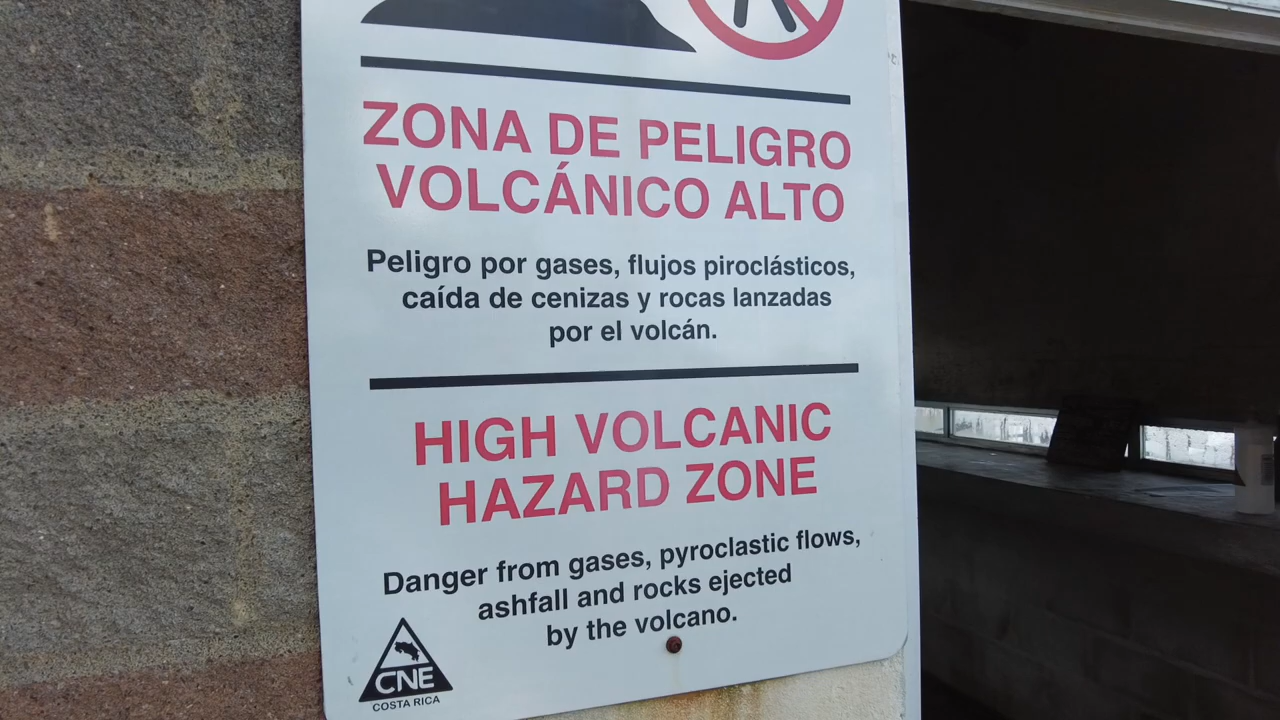 ZONA DE PELIGRO
VOLCÁNICO ALTO
Peligro por gases, flujos piroclásticos,
caída de cenizas y rocas lanzadas
por el volcán.
HIGH VOLCANIC
HAZARD ZONE
Danger from gases, pyroclastic flows,
ashfall and rocks ejected
by the volcano.
CNE
COSTA RICA